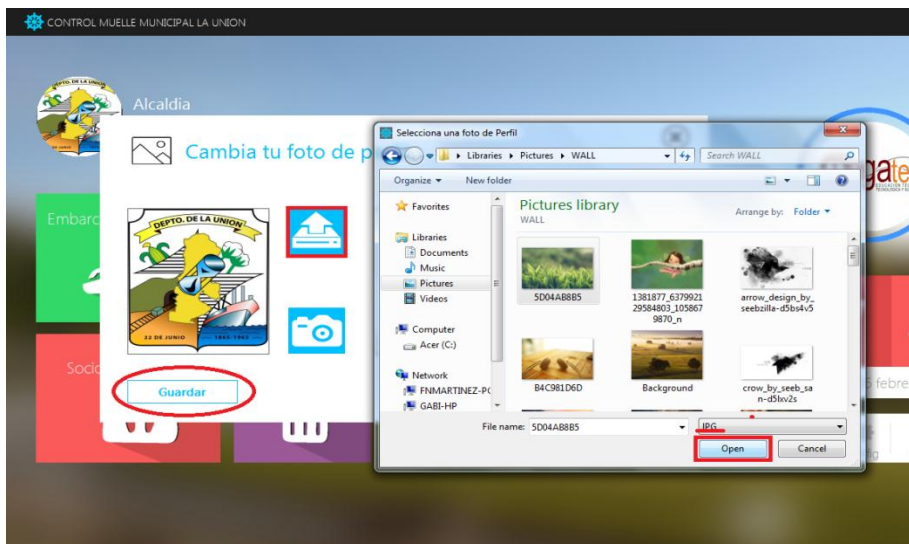 CONTROL MUELLE MUNICIPAL LA UNION
Alcaldia
Cambia tu foto de p
DEPTO. DE LA UNION
22 DE JUNIO
1865-1965
Guardar
Embarc
Socio
Selecciona una foto de Perfil
Libraries
Pictures
WALL
Search WALL
Organize
New folder
Favorites
Libraries
Documents
Music
Pictures
Videos
Computer
Acer (C:)
Network
FNMARTINEZ-PC
GABI-HP
Pictures library
WALL
Arrange by: Folder
5D04AB8B5
1381877_6379921
29584803_105867
9870_n
arrow_design_by_
seebzilla-d5bs4v5
B4C981D6D
Background
crow_by_seeb_sa
n-d5lxv2s
File name: 5D04AB8B5
JPG
Open
Cancel
gate
febre